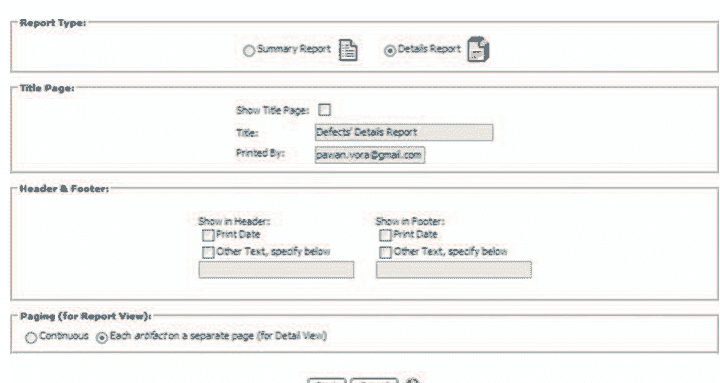 Report Type:
Summary Report Details Report
Title Page:
Show Title Page:
Title: Defects' Details Report
Printed By: pawan.vora@gmail.com
Header & Footer:
Show in Header: Show in Footer:
Print Date Print Date
Other Text, specify below Other Text, specify below
Paging (for Report View):
Continuous Each artifact on a separate page (for Detail View)